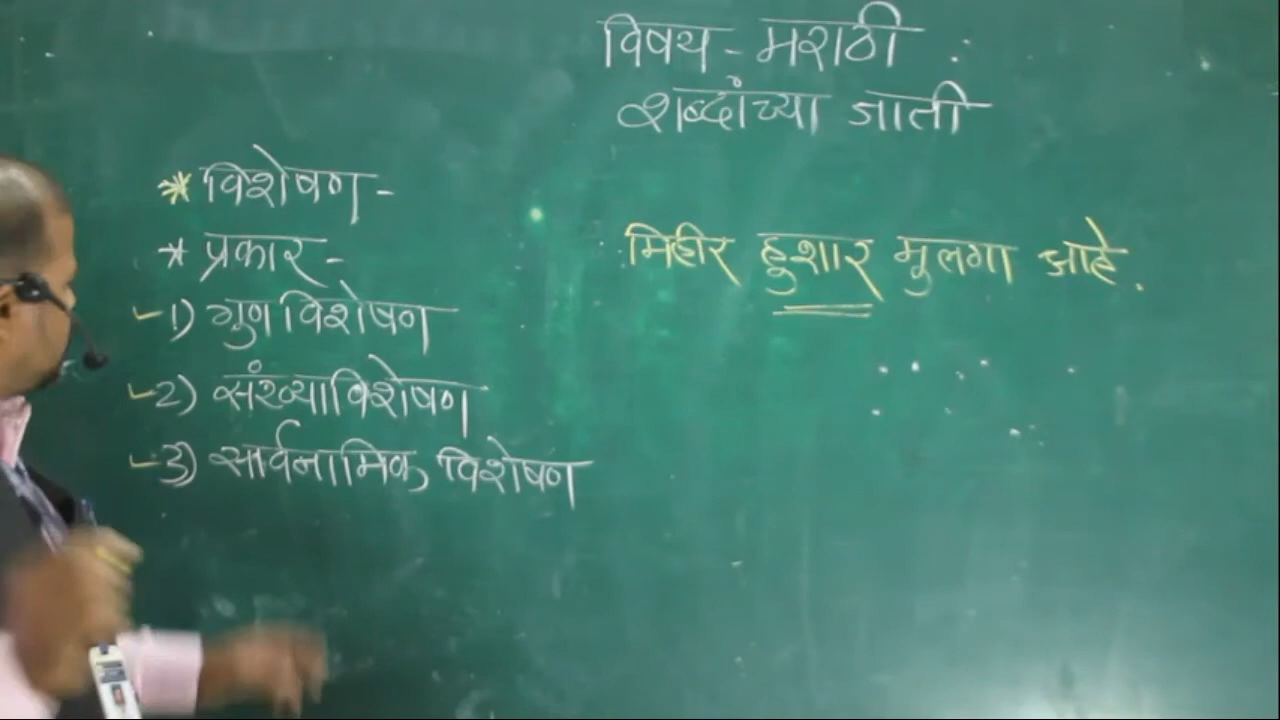 विषय - मराठी
शब्दांच्या जाती
* विशेषण -
* प्रकार -
1) गुणविशेषण
2) संख्याविशेषण
3) सार्वनामिक विशेषण
मिहीर हुशार मुलगा आहे.